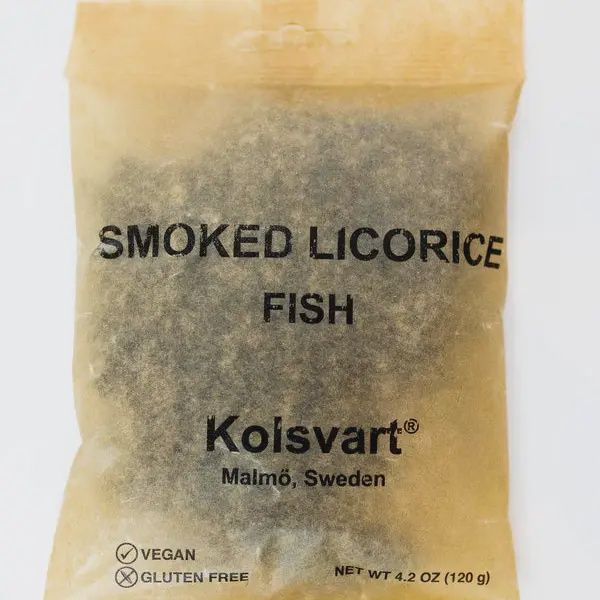 SMOKED LICORICE
FISH
Kolsvart®
Malmö, Sweden
VEGAN
GLUTEN FREE
NET WT 4.2 OZ (120 g)